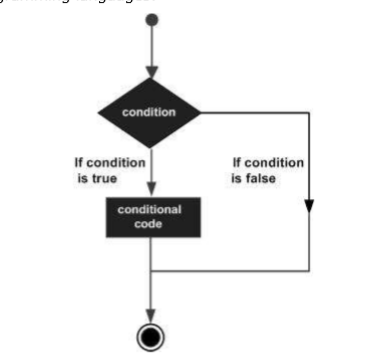 condition
If condition
is true
If condition
is false
conditional
code